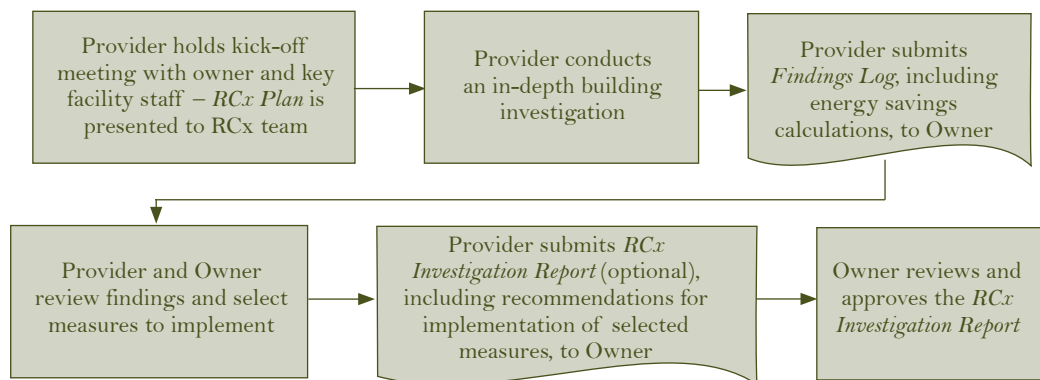 Provider holds kick-off
meeting with owner and key
facility staff – RCx Plan is
presented to RCx team
Provider conducts
an in-depth building
investigation
Provider submits
Findings Log, including
energy savings
calculations, to Owner
Provider and Owner
review findings and select
measures to implement
Provider submits RCx
Investigation Report (optional),
including recommendations for
implementation of selected
measures, to Owner
Owner reviews and
approves the RCx
Investigation Report